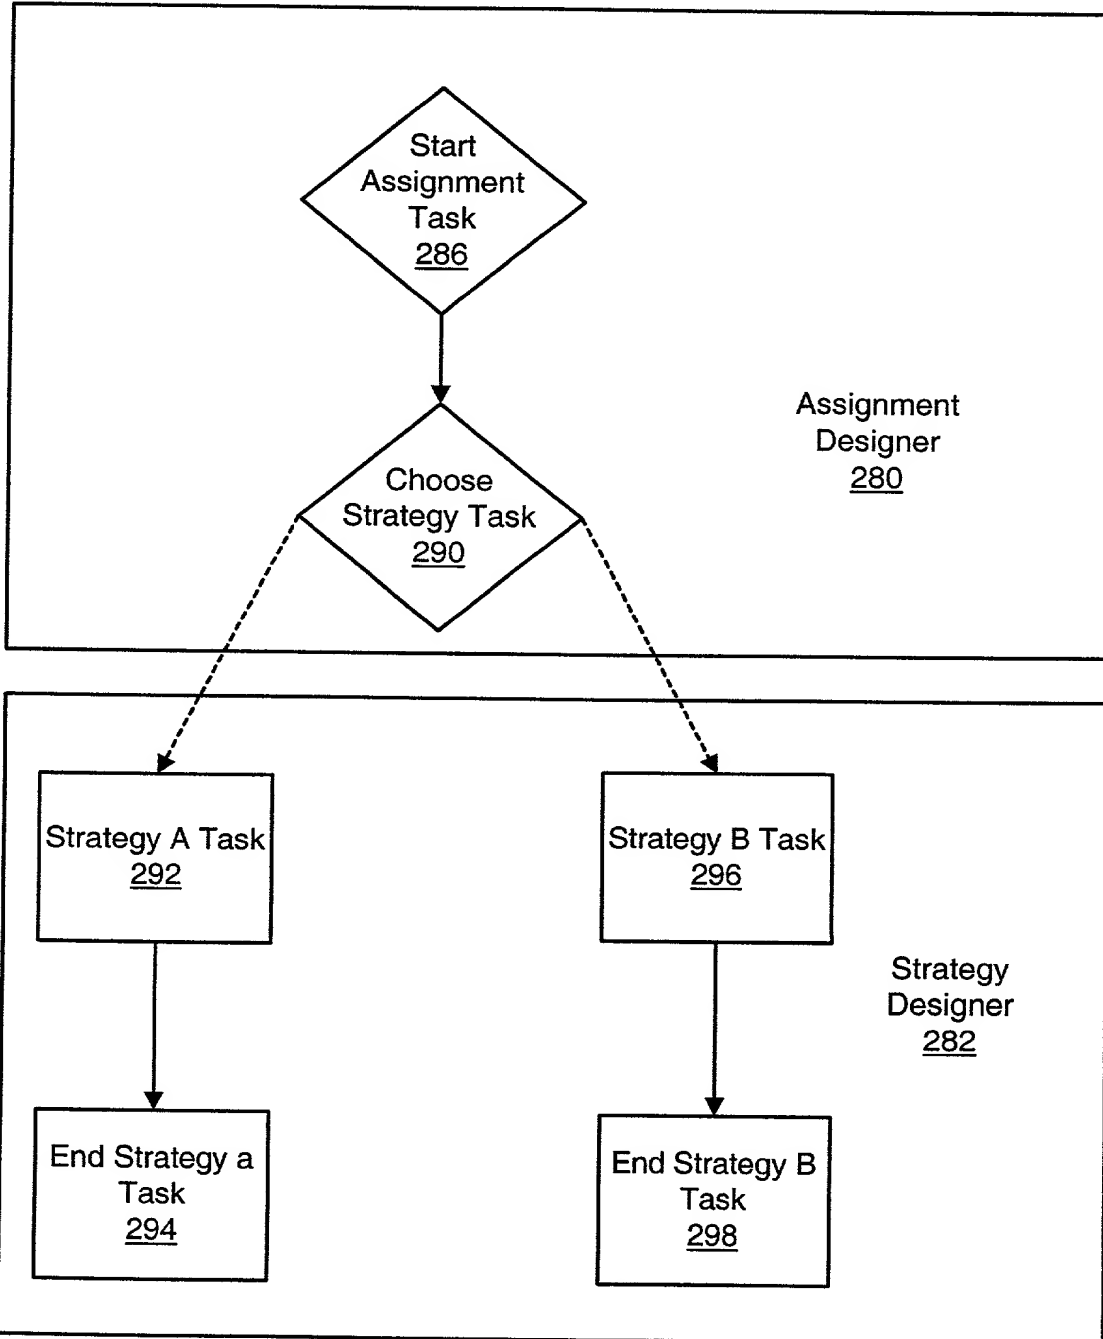 Start
Assignment
Task
286
Choose
Strategy Task
290
Assignment
Designer
280
Strategy A Task
292
Strategy B Task
296
Strategy
Designer
282
End Strategy a
Task
294
End Strategy B
Task
298